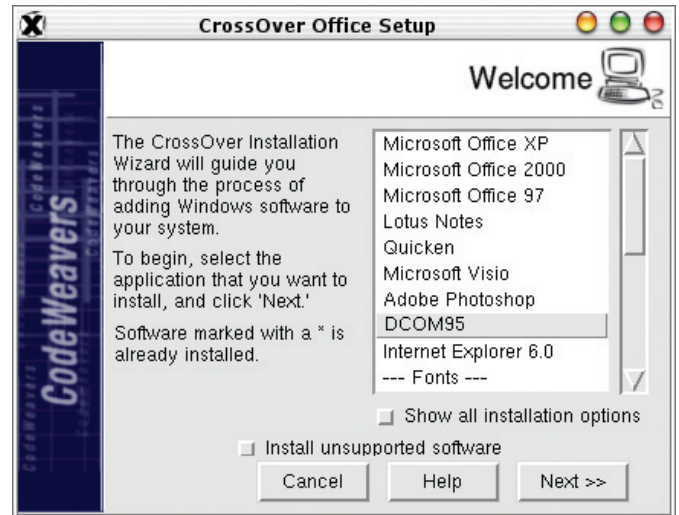 CrossOver Office Setup
Welcome
CodeWeavers
The CrossOver Installation
Wizard will guide you
through the process of
adding Windows software to
your system.
To begin, select the
application that you want to
install, and click 'Next.'
Software marked with a * is
already installed.
Microsoft Office XP
Microsoft Office 2000
Microsoft Office 97
Lotus Notes
Quicken
Microsoft Visio
Adobe Photoshop
DCOM95
Internet Explorer 6.0
--- Fonts ---
Show all installation options
Install unsupported software
Cancel
Help
Next >>